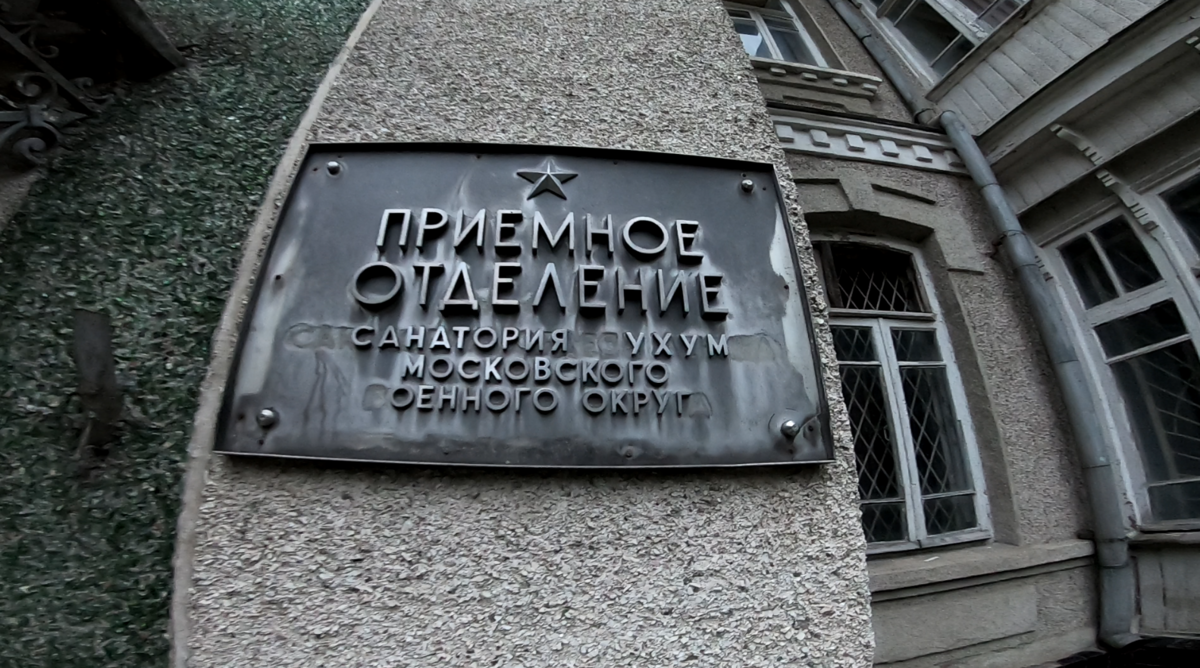 ПРИЕМНОЕ
ОТДЕЛЕНИЕ
САНАТОРИЯ УХУМ
МОСКОВСКОГО
ОЕННОГО ОКРУГА